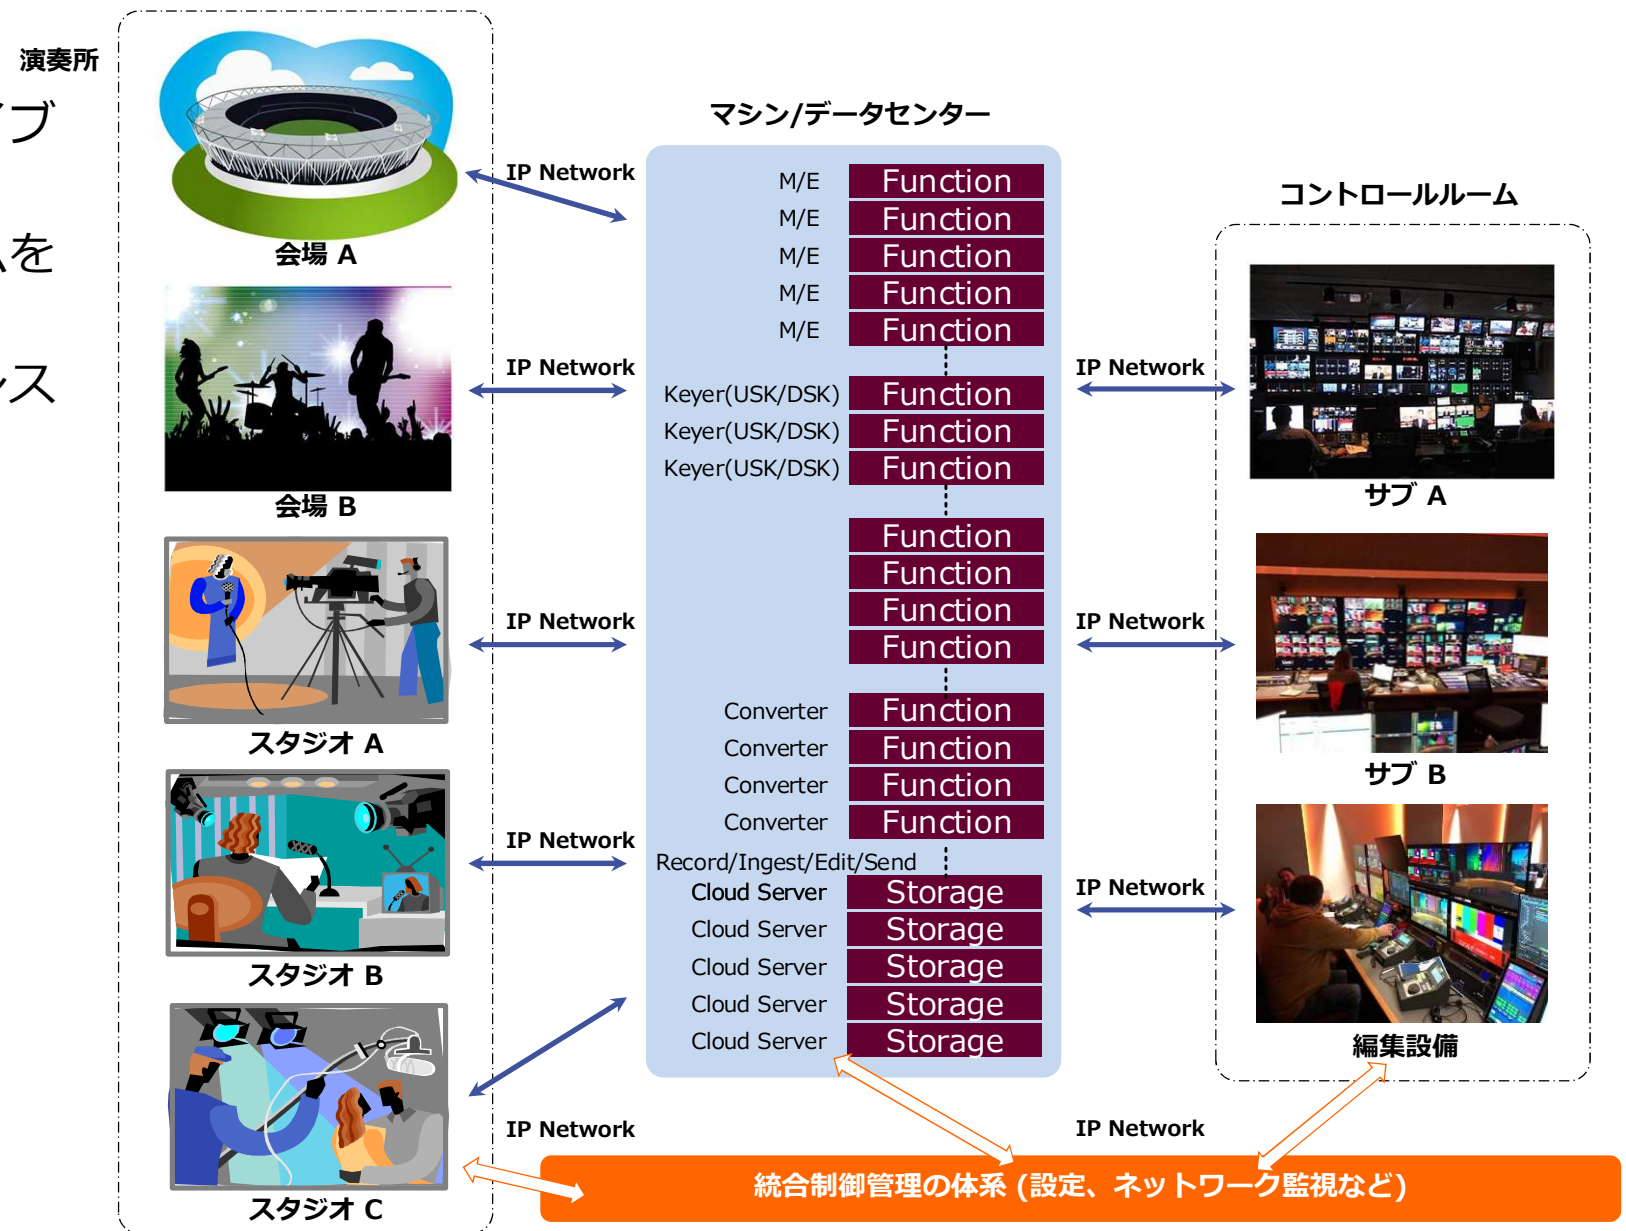 演奏所
イブ
ムを
ンス
会場 A
会場 B
スタジオ A
スタジオ B
スタジオ C
IP Network
IP Network
IP Network
IP Network
IP Network
マシン/データセンター
M/E Function
M/E Function
M/E Function
M/E Function
M/E Function
Keyer(USK/DSK) Function
Keyer(USK/DSK) Function
Keyer(USK/DSK) Function
Function
Function
Function
Function
Converter Function
Converter Function
Converter Function
Converter Function
Record/Ingest/Edit/Send
Cloud Server Storage
Cloud Server Storage
Cloud Server Storage
Cloud Server Storage
Cloud Server Storage
IP Network
IP Network
IP Network
IP Network
コントロールルーム
サブ A
サブ B
編集設備
統合制御管理の体系 (設定、ネットワーク監視など)